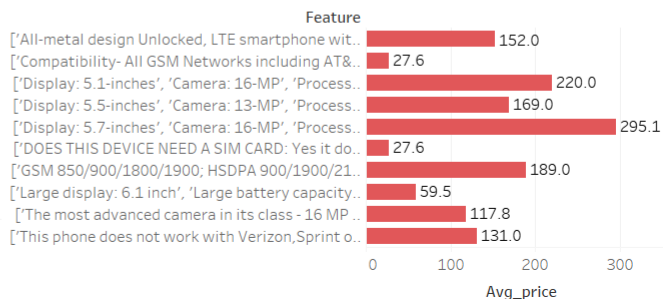 Feature
['All-metal design Unlocked, LTE smartphone wit.. 152.0
['Compatibility- All GSM Networks including AT&.. 27.6
['Display: 5.1-inches', 'Camera: 16-MP', 'Process.. 220.0
['Display: 5.5-inches', 'Camera: 13-MP', 'Process.. 169.0
['Display: 5.7-inches', 'Camera: 16-MP', 'Process.. 295.1
['DOES THIS DEVICE NEED A SIM CARD: Yes it do.. 27.6
['GSM 850/900/1800/1900; HSDPA 900/1900/21.. 189.0
['Large display: 6.1 inch', 'Large battery capacity.. 59.5
['The most advanced camera in its class - 16 MP .. 117.8
['This phone does not work with Verizon,Sprint o.. 131.0
0 100 200 300
Avg_price